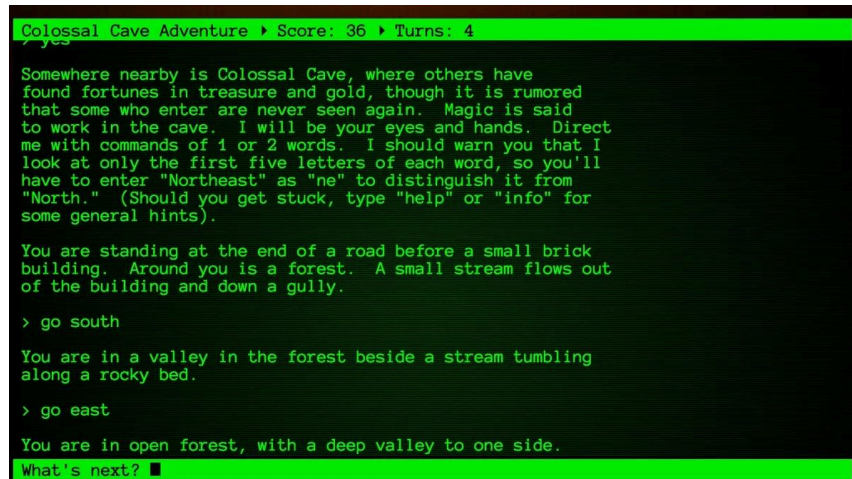 Colossal Cave Adventure ▸ Score: 36 ▸ Turns: 4
> yes
Somewhere nearby is Colossal Cave, where others have
found fortunes in treasure and gold, though it is rumored
that some who enter are never seen again.  Magic is said
to work in the cave.  I will be your eyes and hands.  Direct
me with commands of 1 or 2 words.  I should warn you that I
look at only the first five letters of each word, so you'll
have to enter "Northeast" as "ne" to distinguish it from
"North."  (Should you get stuck, type "help" or "info" for
some general hints).
You are standing at the end of a road before a small brick
building.  Around you is a forest.  A small stream flows out
of the building and down a gully.
> go south
You are in a valley in the forest beside a stream tumbling
along a rocky bed.
> go east
You are in open forest, with a deep valley to one side.
What's next?